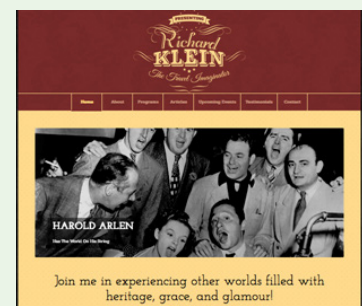 PRESENTING
Richard
KLEIN
The Travel Imaginator
Home About Programs Articles Upcoming Events Testimonials Contact
HAROLD ARLEN
Has The World On His String
Join me in experiencing other worlds filled with
heritage, grace, and glamour!